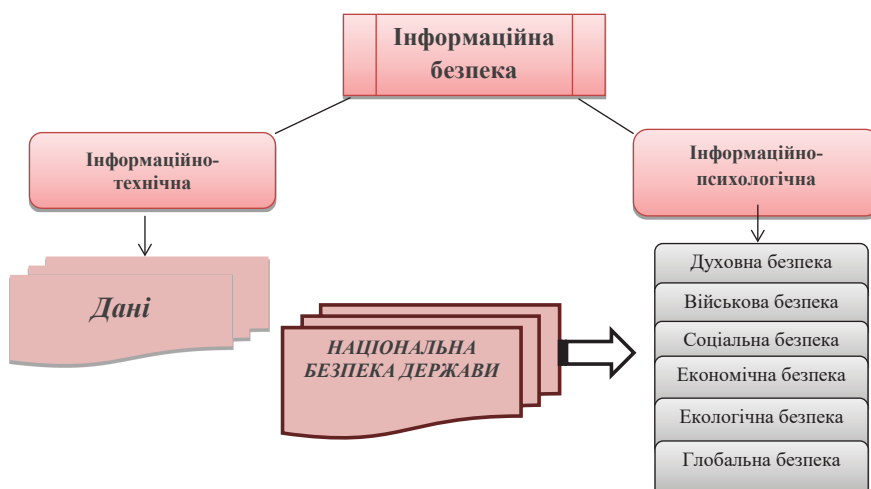 Інформаційна
безпека
Інформаційно-
технічна
Інформаційно-
психологічна
Дані
НАЦІОНАЛЬНА
БЕЗПЕКА ДЕРЖАВИ
Духовна безпека
Військова безпека
Соціальна безпека
Економічна безпека
Екологічна безпека
Глобальна безпека